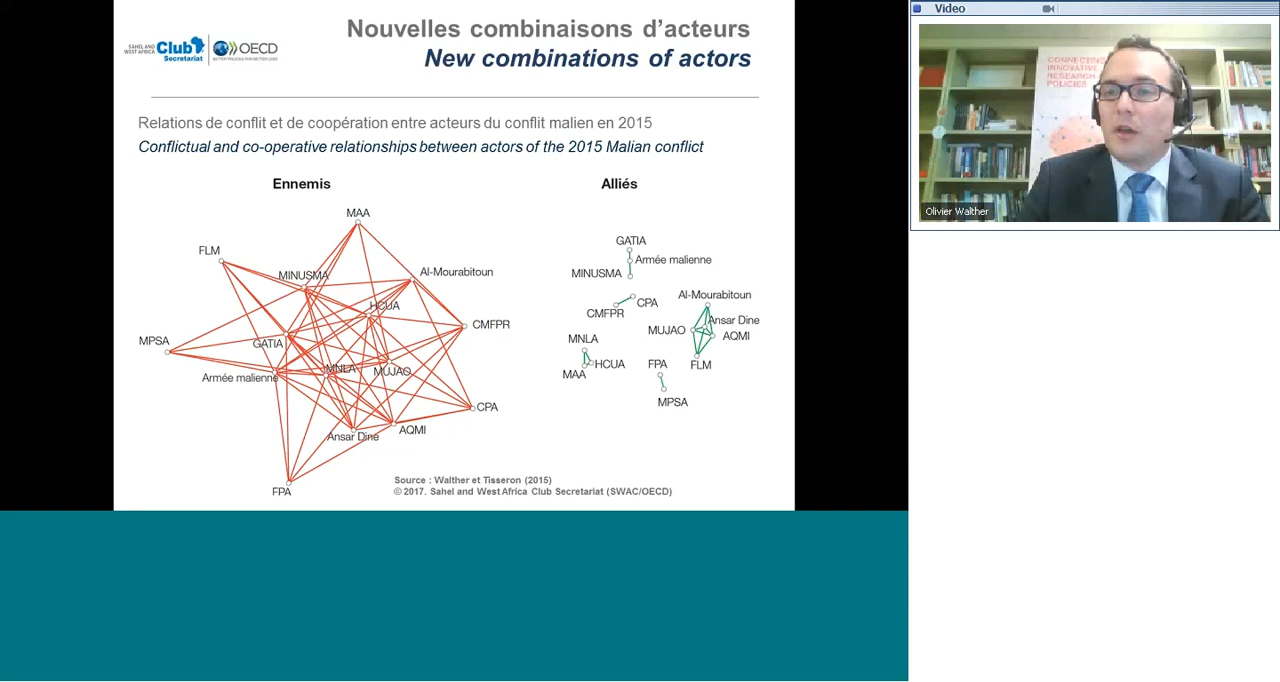 Nouvelles combinaisons d'acteurs
New combinations of actors
SAHEL AND
WEST AFRICA
Club
Secretariat
OECD
BETTER POLICIES FOR BETTER LIVES
Relations de conflit et de coopération entre acteurs du conflit malien en 2015
Conflictual and co-operative relationships between actors of the 2015 Malian conflict
Ennemis
MAA
FLM
MINUSMA
Al-Mourabitoun
HCUA
CMFPR
MPSA
GATIA
Armée malienne
MNLA
MUJAO
CPA
Ansar Dine
AQMI
FPA
Alliés
GATIA
Armée malienne
MINUSMA
CPA
CMFPR
Al-Mourabitoun
Ansar Dine
MUJAO
AQMI
MNLA
HCUA
MAA
FPA
FLM
MPSA
Source : Walther et Tisseron (2015)
© 2017. Sahel and West Africa Club Secretariat (SWAC/OECD)
Video
CONNECTING
INNOVATIVE
RESEARCH
POLICIES
Olivier Walther